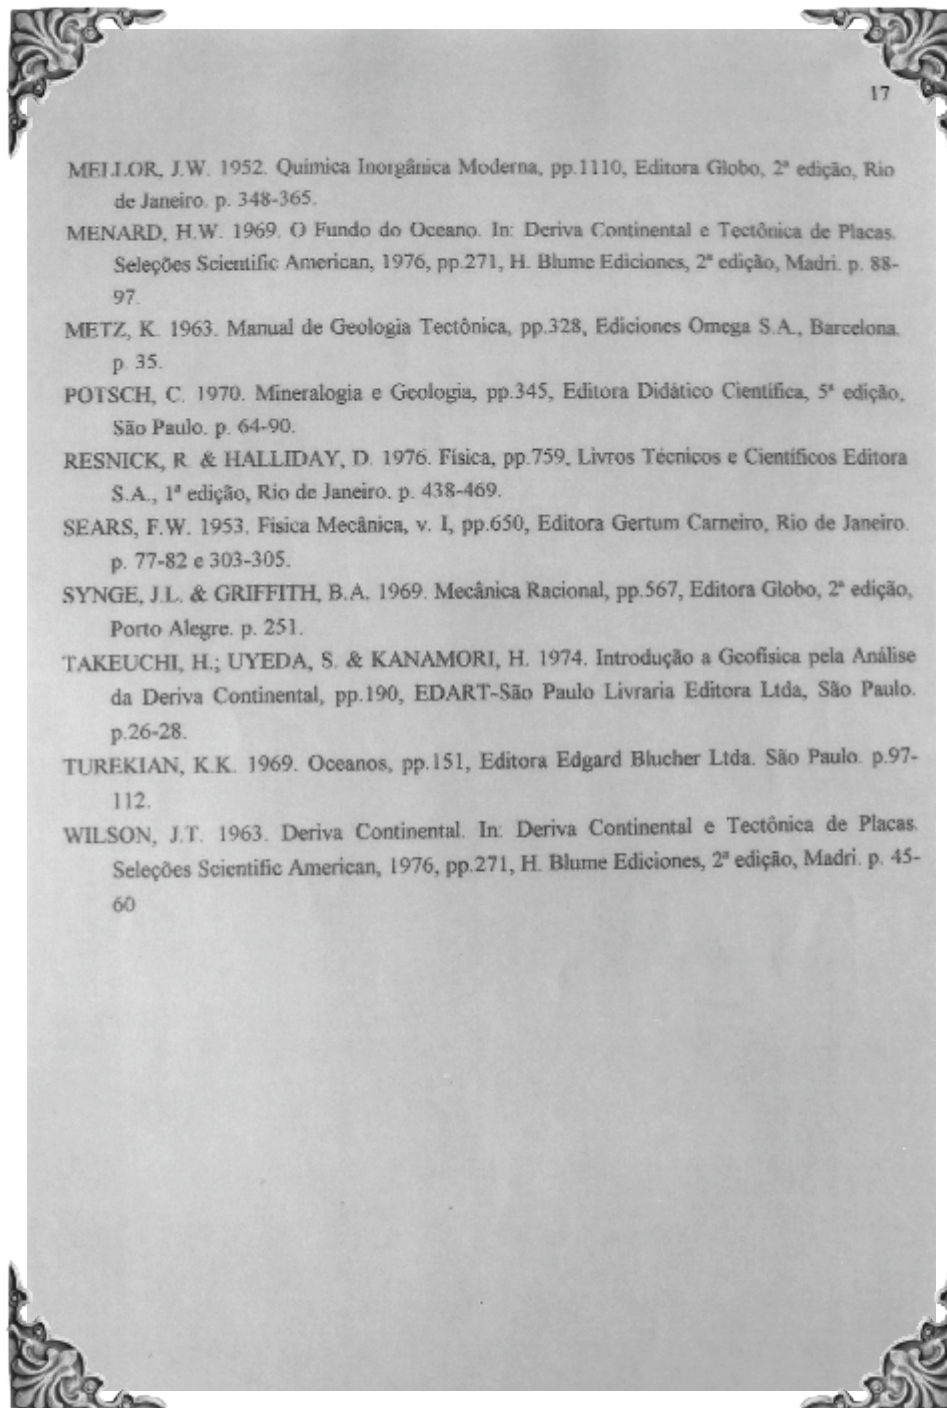 17
MELLOR, J.W. 1952. Química Inorgânica Moderna, pp.1110, Editora Globo, 2ª edição, Rio
de Janeiro. p. 348-365.
MENARD, H.W. 1969. O Fundo do Oceano. In: Deriva Continental e Tectônica de Placas.
Seleções Scientific American, 1976, pp.271, H. Blume Ediciones, 2ª edição, Madri. p. 88-
97.
METZ, K. 1963. Manual de Geologia Tectônica, pp.328, Ediciones Omega S.A., Barcelona.
p. 35.
POTSCH, C. 1970. Mineralogia e Geologia, pp.345, Editora Didático Científica, 5ª edição,
São Paulo. p. 64-90.
RESNICK, R. & HALLIDAY, D. 1976. Física, pp.759, Livros Técnicos e Científicos Editora
S.A., 1ª edição, Rio de Janeiro. p. 438-469.
SEARS, F.W. 1953. Física Mecânica, v. I, pp.650, Editora Gertum Carneiro, Rio de Janeiro.
p. 77-82 e 303-305.
SYNGE, J.L. & GRIFFITH, B.A. 1969. Mecânica Racional, pp.567, Editora Globo, 2ª edição,
Porto Alegre. p. 251.
TAKEUCHI, H.; UYEDA, S. & KANAMORI, H. 1974. Introdução a Geofísica pela Análise
da Deriva Continental, pp.190, EDART-São Paulo Livraria Editora Ltda, São Paulo.
p.26-28.
TUREKIAN, K.K. 1969. Oceanos, pp.151, Editora Edgard Blucher Ltda. São Paulo. p.97-
112.
WILSON, J.T. 1963. Deriva Continental. In: Deriva Continental e Tectônica de Placas.
Seleções Scientific American, 1976, pp.271, H. Blume Ediciones, 2ª edição, Madri. p. 45-
60